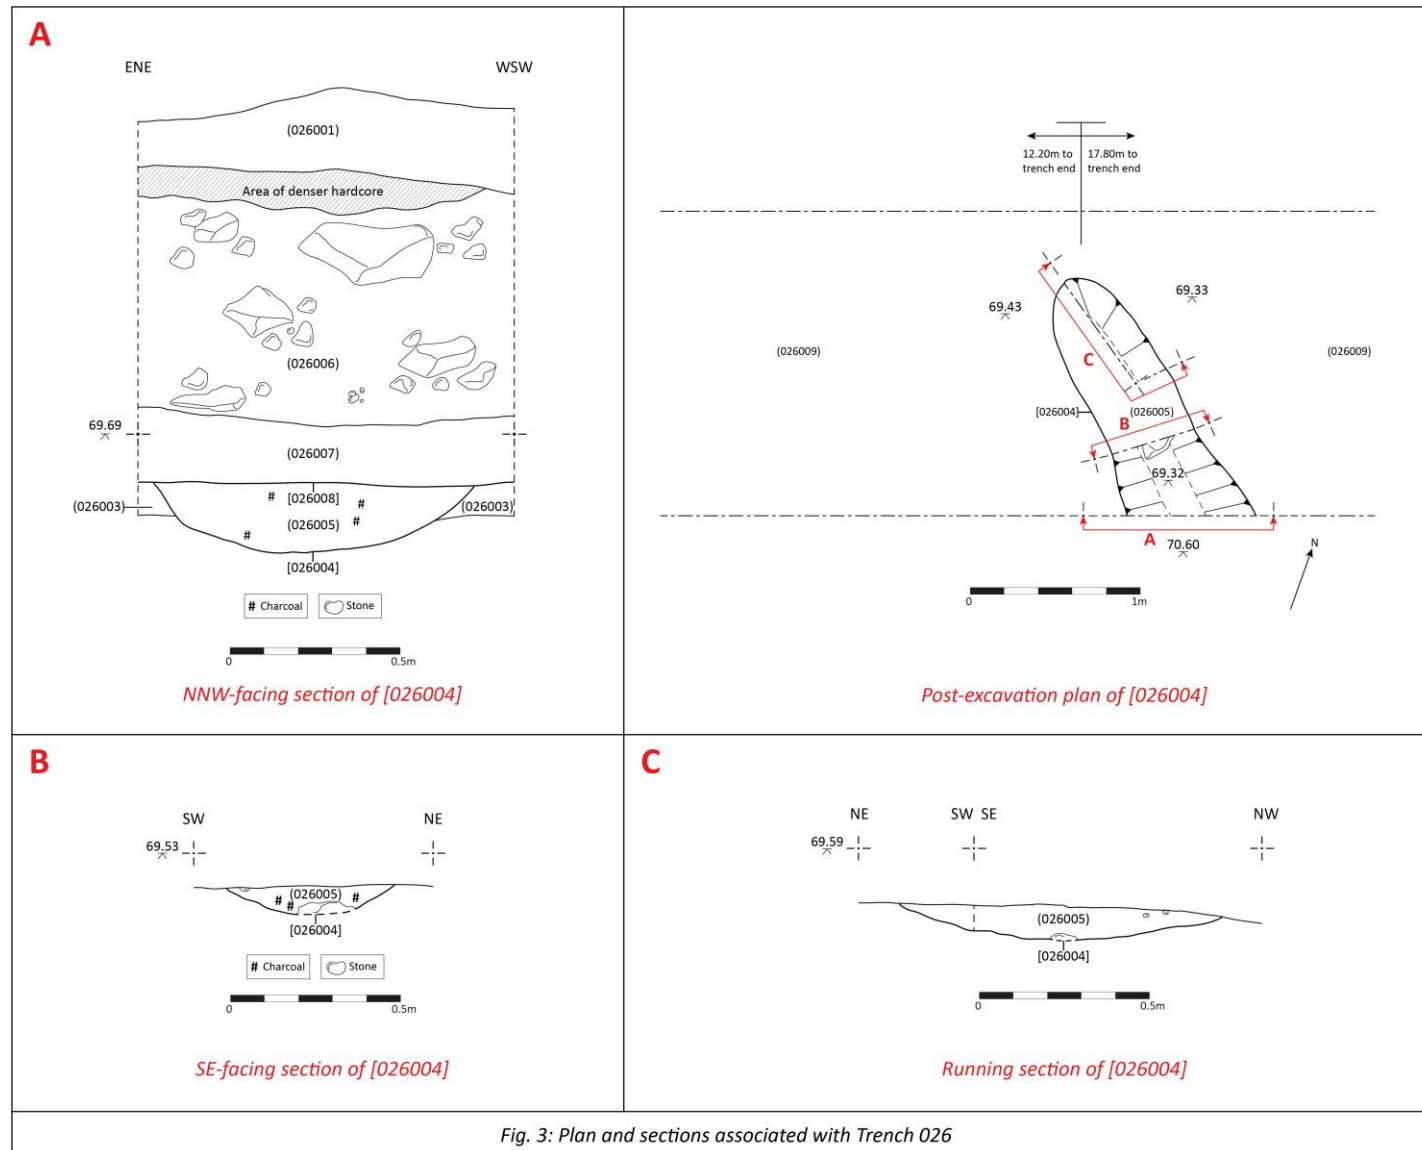 A
ENE WSW
(026001)
Area of denser hardcore
(026006)
69.69
(026007)
[026008]
(026003) (026005) (026003)
[026004]
# Charcoal Stone
0 0.5m
NNW-facing section of [026004]
12.20m to 17.80m to
trench end trench end
69.43 69.33
(026009) (026009)
C
[026004] (026005)
B
69.32
A
70.60
N
0 1m
Post-excavation plan of [026004]
B
SW NE
69.53
(026005)
[026004]
# Charcoal Stone
0 0.5m
SE-facing section of [026004]
C
NE SW SE NW
69.59
(026005)
[026004]
0 0.5m
Running section of [026004]
Fig. 3: Plan and sections associated with Trench 026